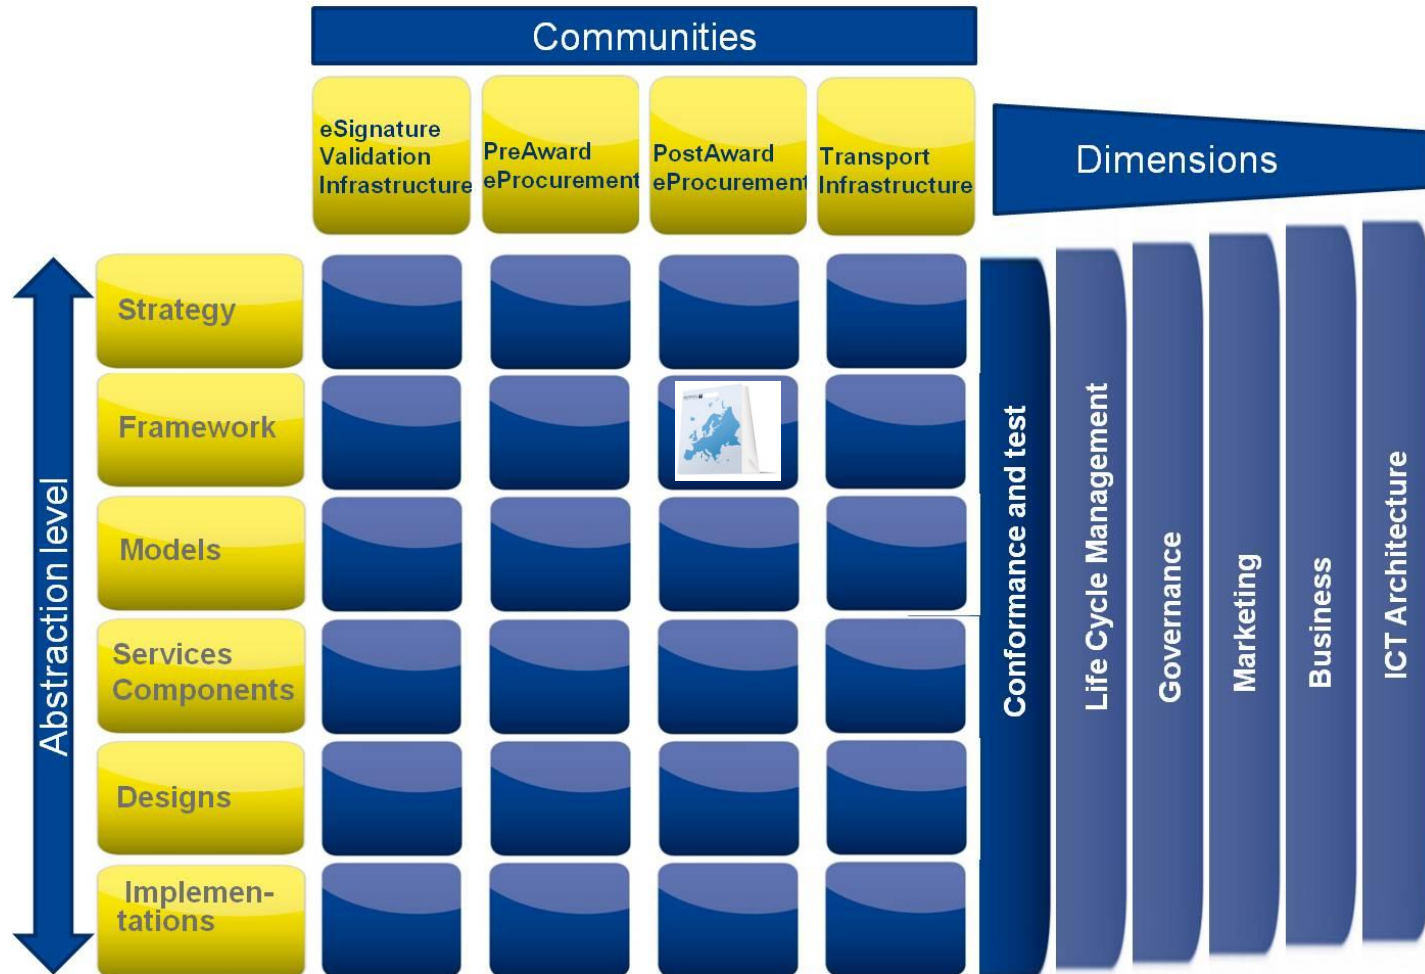 Communities
eSignature
Validation
Infrastructure
PreAward
eProcurement
PostAward
eProcurement
Transport
Infrastructure
Dimensions
Abstraction level
Strategy
Framework
Models
Services
Components
Designs
Implemen-
tations
Conformance and test
Life Cycle Management
Governance
Marketing
Business
ICT Architecture